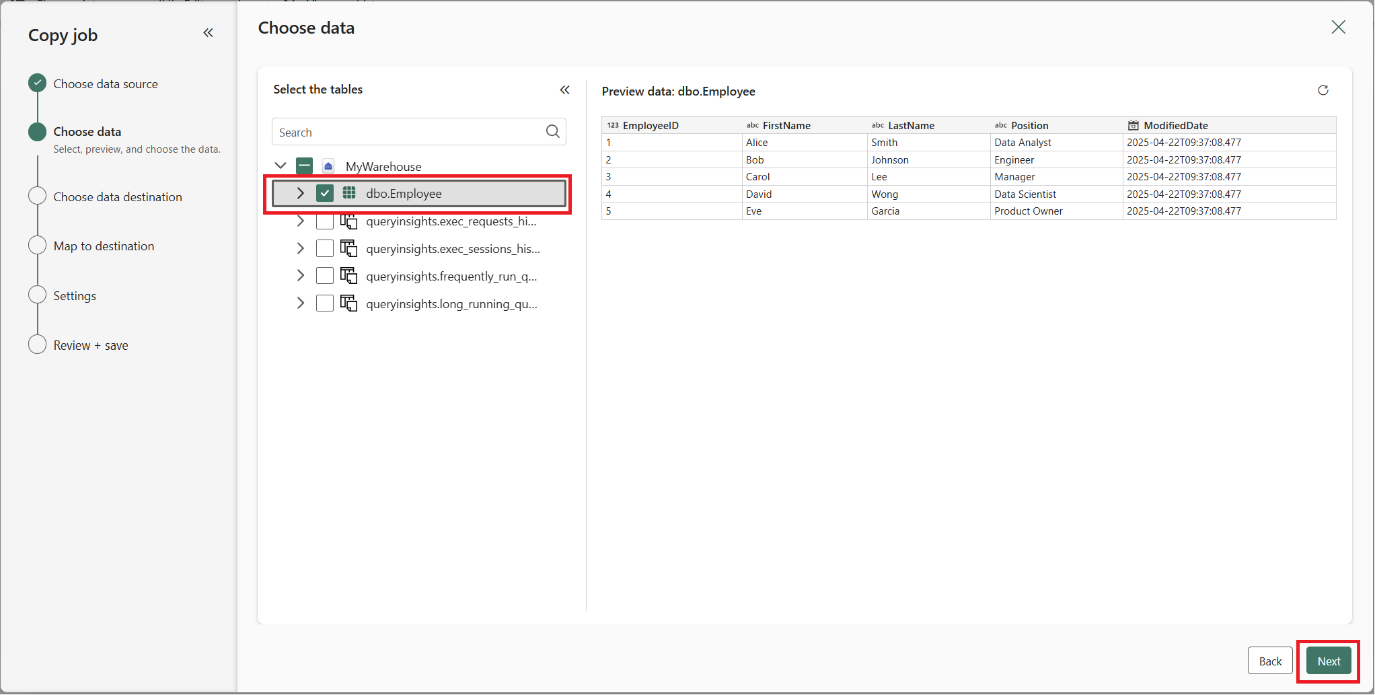 Copy job
Choose data source
Choose data
Select, preview, and choose the data.
Choose data destination
Map to destination
Settings
Review + save
Choose data
Select the tables
Search
MyWarehouse
dbo.Employee
queryinsights.exec_requests_hi...
queryinsights.exec_sessions_his...
queryinsights.frequently_run_q...
queryinsights.long_running_qu...
Preview data: dbo.Employee
123 EmployeeID abc FirstName abc LastName abc Position ModifiedDate
1 Alice Smith Data Analyst 2025-04-22T09:37:08.477
2 Bob Johnson Engineer 2025-04-22T09:37:08.477
3 Carol Lee Manager 2025-04-22T09:37:08.477
4 David Wong Data Scientist 2025-04-22T09:37:08.477
5 Eve Garcia Product Owner 2025-04-22T09:37:08.477
Back Next